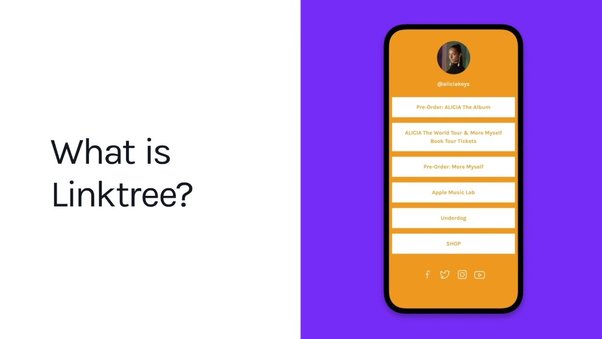 What is
Linktree?
@aliciakeys
Pre-Order: ALICIA The Album
ALICIA The World Tour & More Myself
Book Tour Tickets
Pre-Order: More Myself
Apple Music Lab
Underdog
SHOP